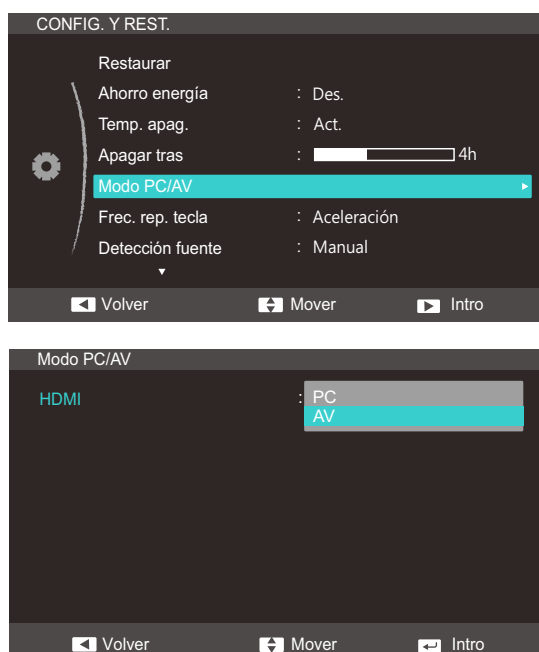 CONFIG. Y REST.
Restaurar
Ahorro energía : Des.
Temp. apag. : Act.
Apagar tras : 4h
Modo PC/AV
Frec. rep. tecla : Aceleración
Detección fuente : Manual
Volver Mover Intro
Modo PC/AV
HDMI : PC
AV
Volver Mover Intro